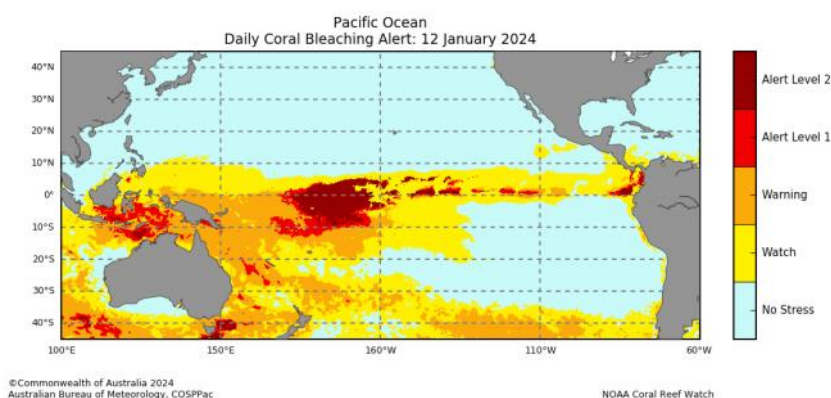 Pacific Ocean
Daily Coral Bleaching Alert: 12 January 2024
40°N
30°N
20°N
10°N
0°
10°S
20°S
30°S
40°S
100°E
150°E
160°W
110°W
60°W
Alert Level 2
Alert Level 1
Warning
Watch
No Stress
©Commonwealth of Australia 2024
Australian Bureau of Meteorology, COSPPac
NOAA Coral Reef Watch